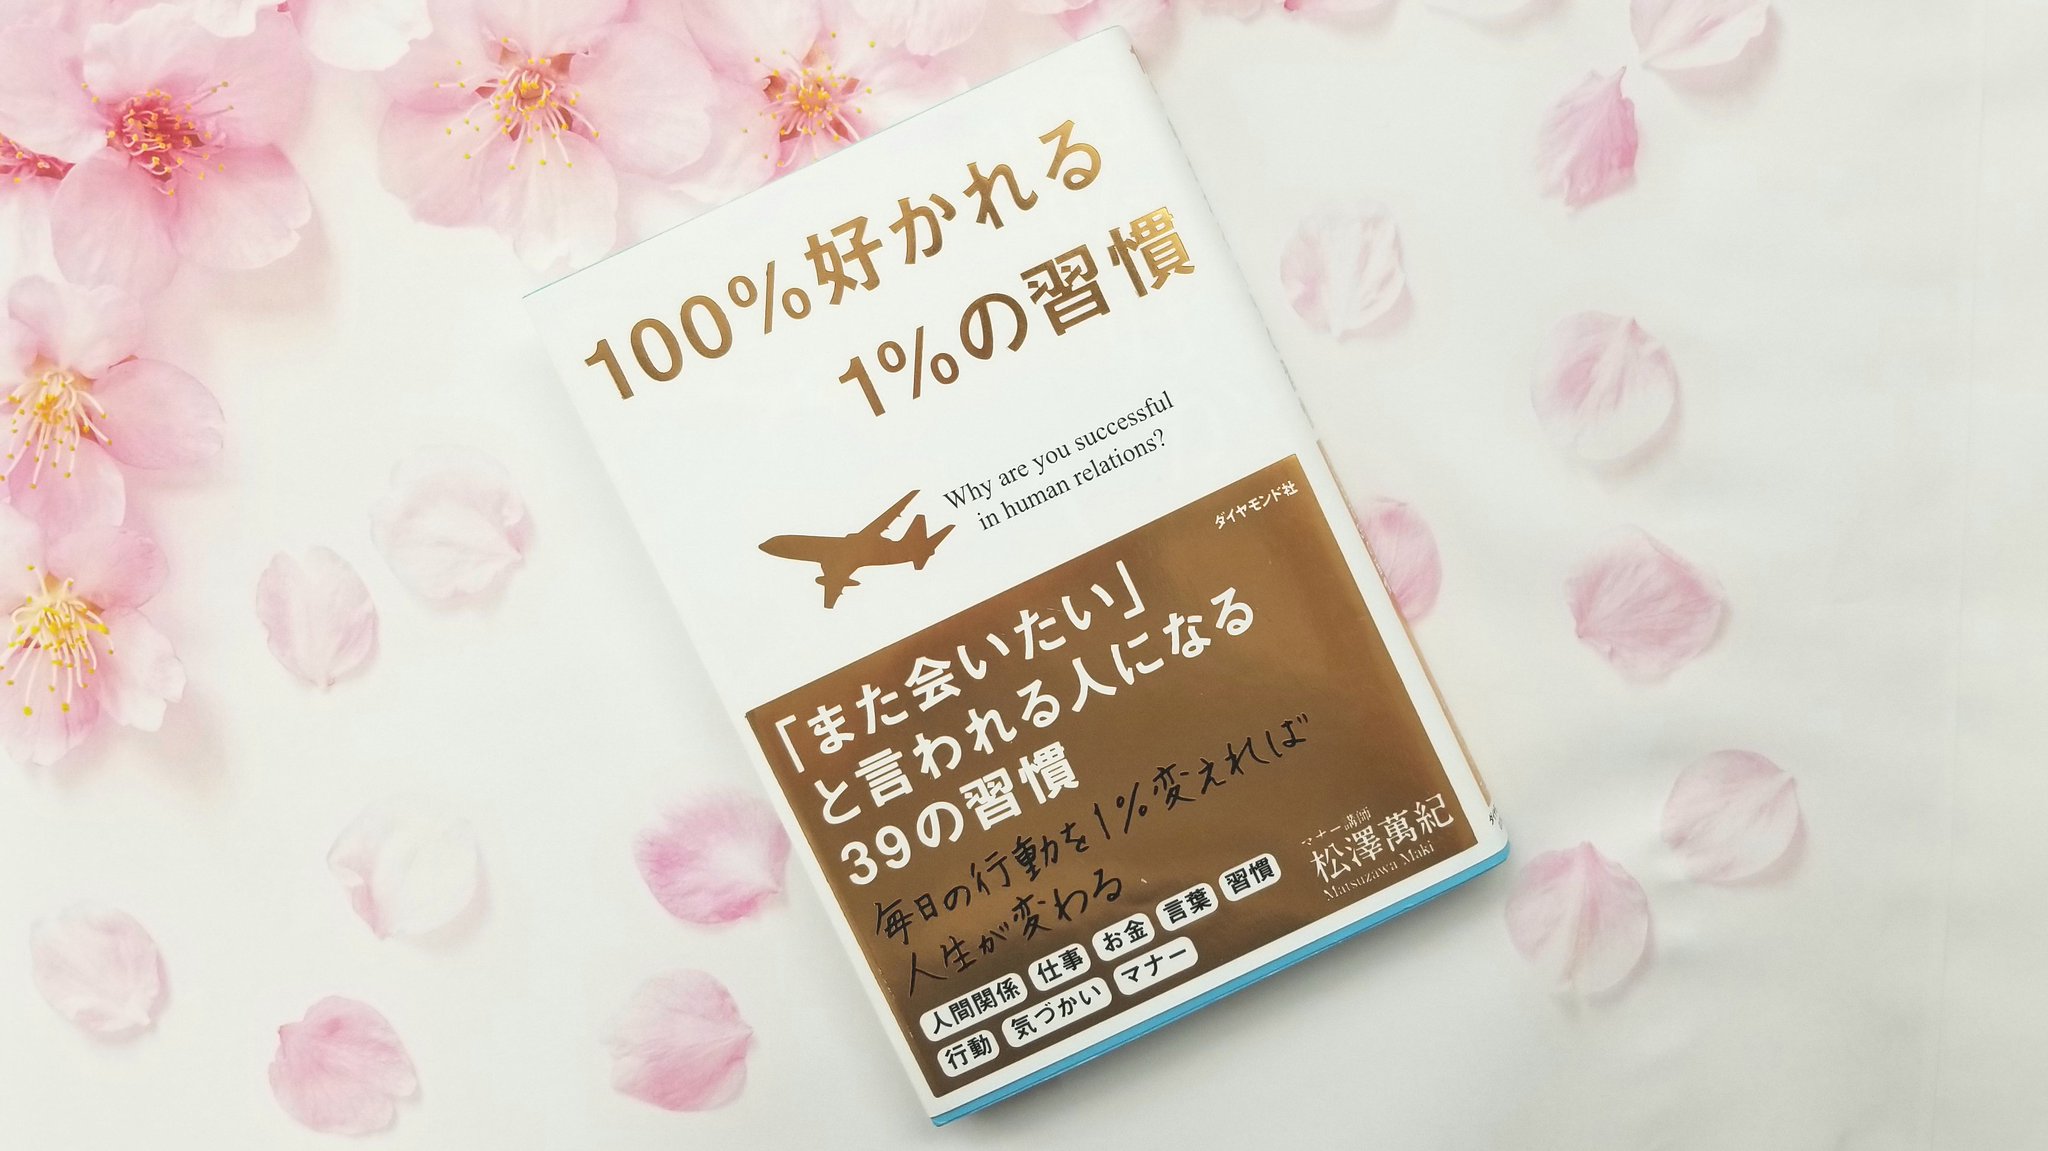 100%好かれる
1%の習慣
Why are you successful
in human relations?
ダイヤモンド社
「また会いたい」
と言われる人になる
39の習慣
毎日の行動を1%変えれば
人生が変わる
マナー講師
松澤萬紀
Matsuzawa Maki
人間関係 仕事 お金 言葉 習慣
行動 気づかい マナー